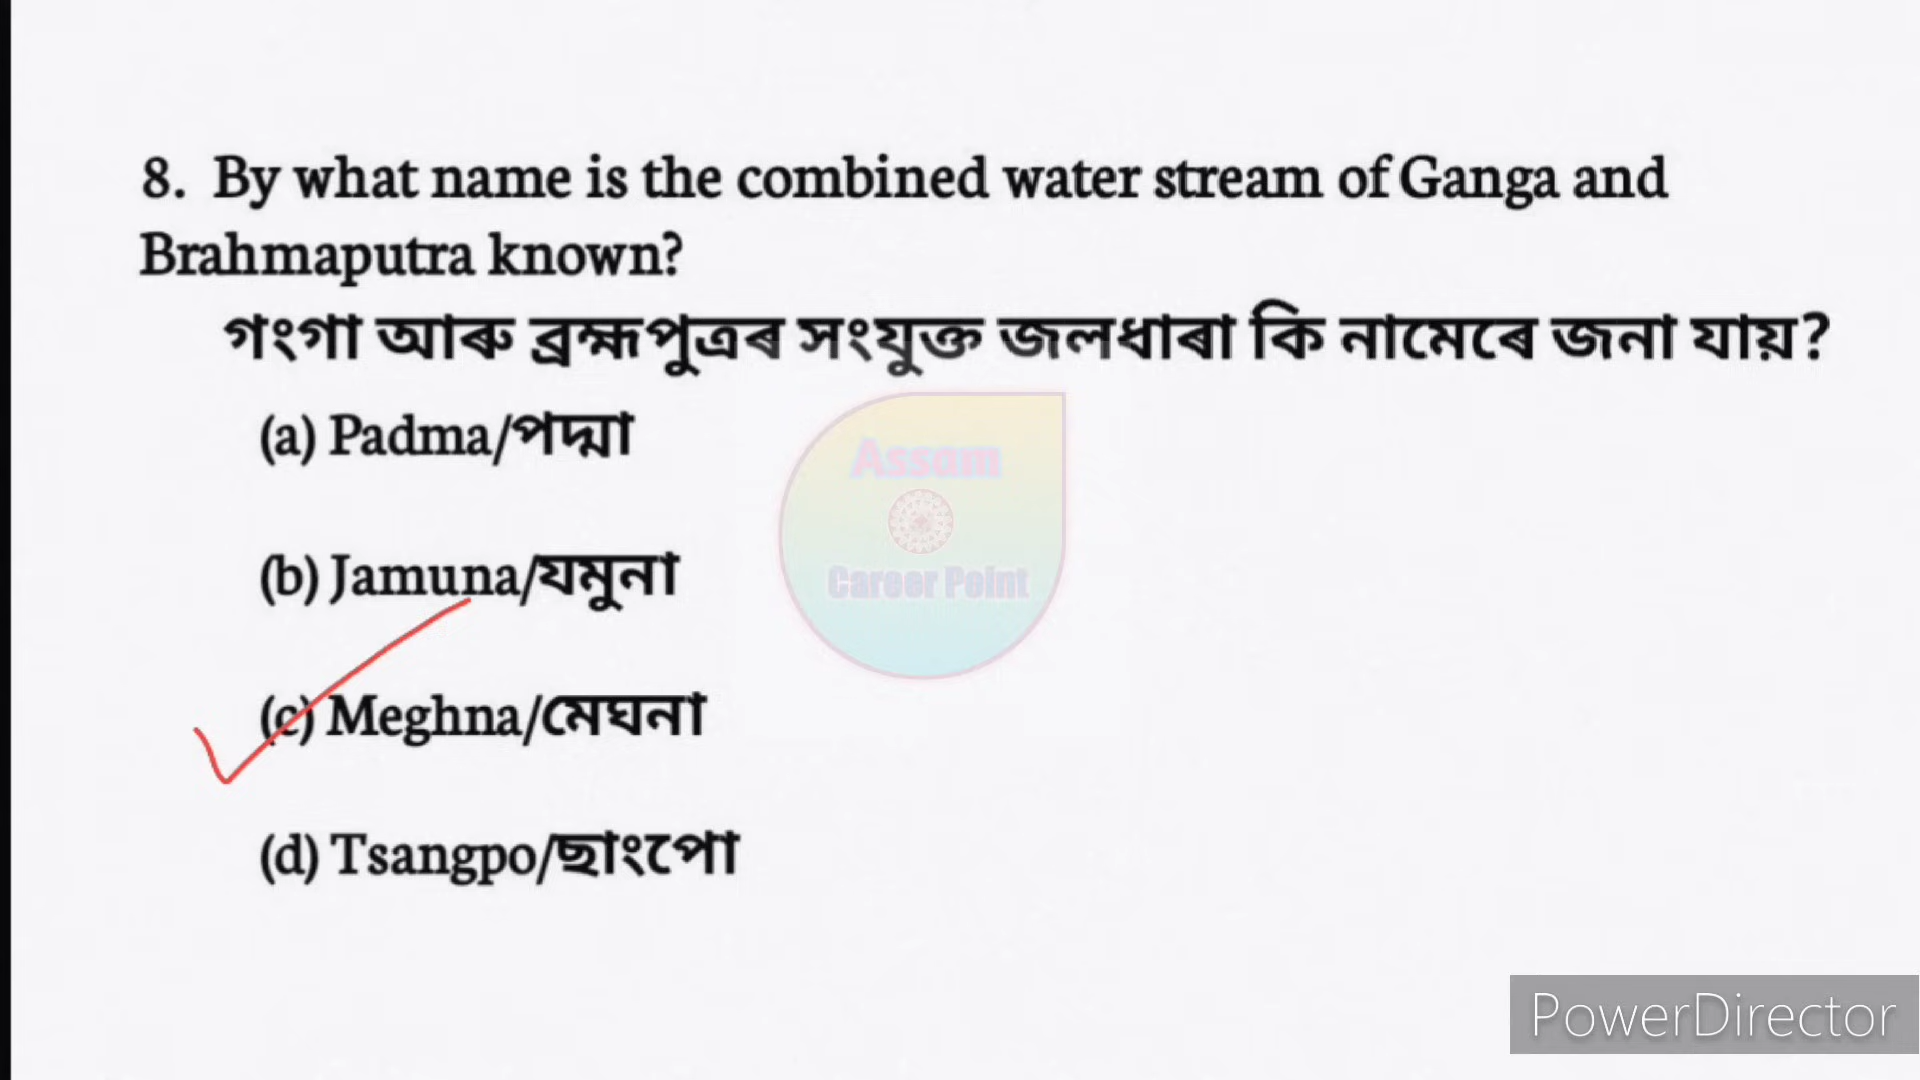 8. By what name is the combined water stream of Ganga and
Brahmaputra known?
গংগা আৰু ব্ৰহ্মপুত্ৰৰ সংযুক্ত জলধাৰা কি নামেৰে জনা যায়?
(a) Padma/পদ্মা
(b) Jamuna/যমুনা
(c) Meghna/মেঘনা
(d) Tsangpo/ছাংপো
Assam
Career Point
PowerDirector